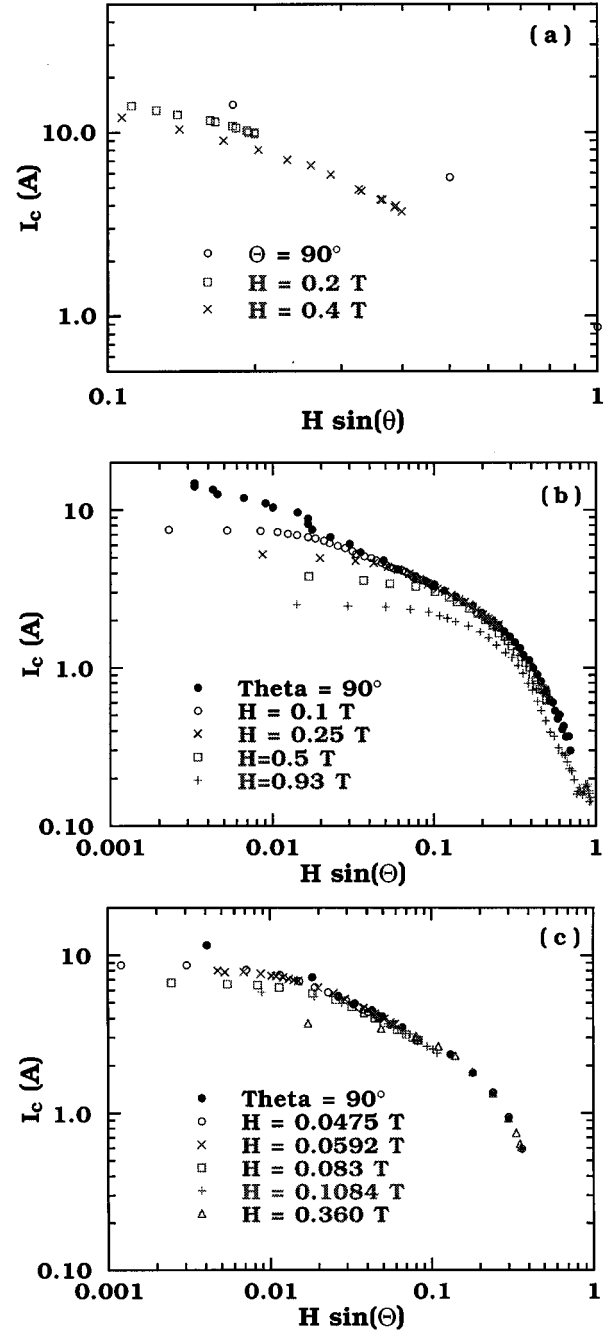 (a)
10.0
1.0
I_c (A)
○ Θ = 90°
□ H = 0.2 T
× H = 0.4 T
0.1
1
H sin(θ)
(b)
10
1.0
0.10
I_c (A)
● Theta = 90°
○ H = 0.1 T
× H = 0.25 T
□ H=0.5 T
+ H=0.93 T
0.001
0.01
0.1
1
H sin(Θ)
(c)
10
1.0
0.10
I_c (A)
● Theta = 90°
○ H = 0.0475 T
× H = 0.0592 T
□ H = 0.083 T
+ H = 0.1084 T
△ H = 0.360 T
0.001
0.01
0.1
1
H sin(Θ)